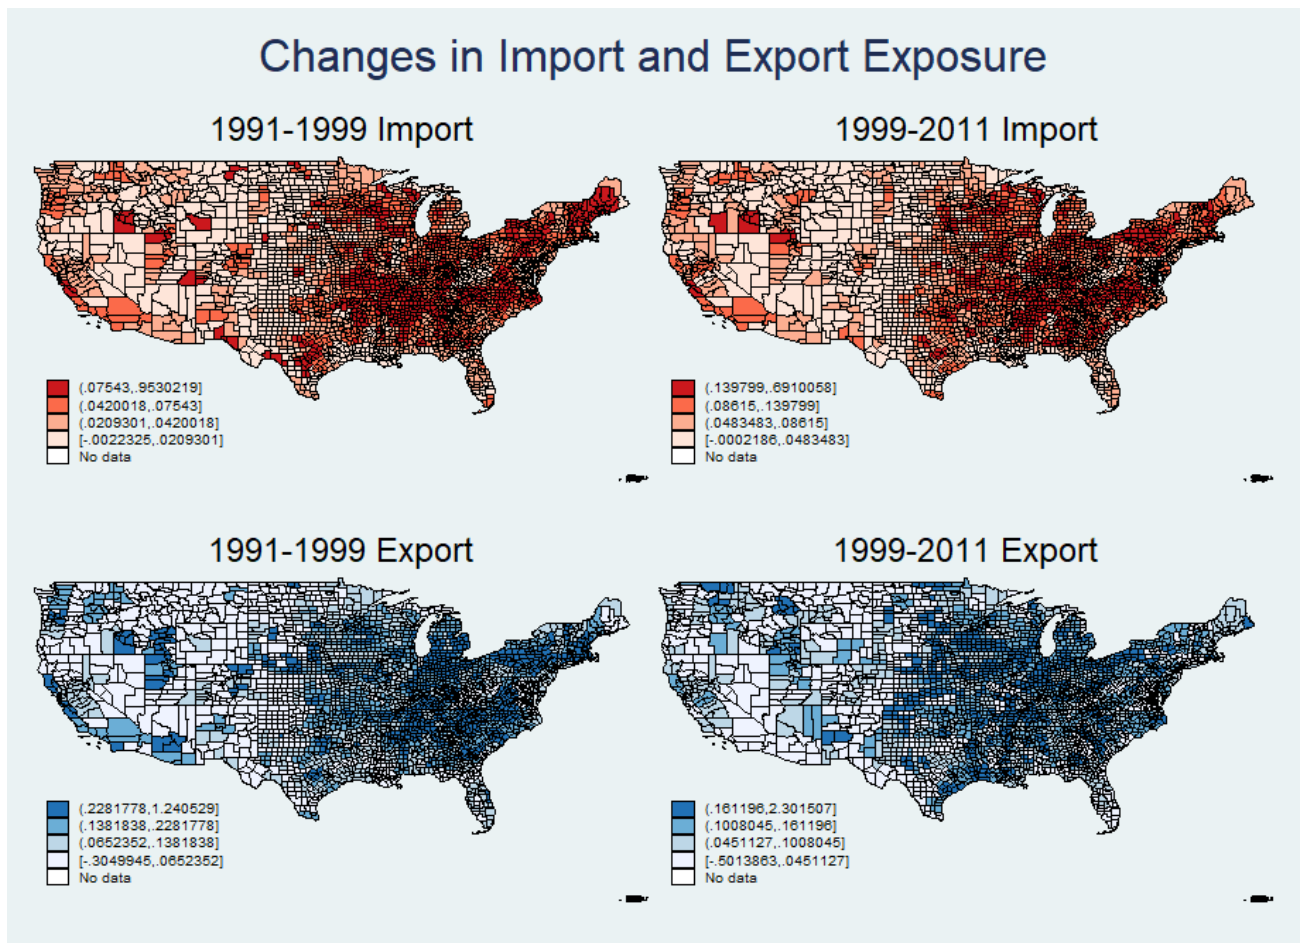 Changes in Import and Export Exposure
1991-1999 Import
(.07543,.9530219]
(.0420018,.07543]
(.0209301,.0420018]
[-.0022325,.0209301]
No data
1999-2011 Import
(.139799,.6910058]
(.08615,.139799]
(.0483483,.08615]
[-.0002186,.0483483]
No data
1991-1999 Export
(.2281778,1.240529]
(.1381838,.2281778]
(.0652352,.1381838]
[-.3049945,.0652352]
No data
1999-2011 Export
(.161196,2.301507]
(.1008045,.161196]
(.0451127,.1008045]
[-.5013863,.0451127]
No data